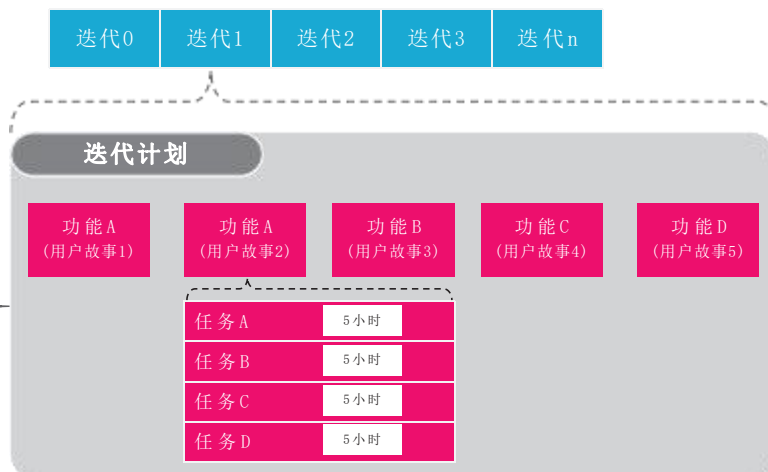 迭代0 迭代1 迭代2 迭代3 迭代n
迭代计划
功能A 功能A 功能B 功能C 功能D
(用户故事1) (用户故事2) (用户故事3) (用户故事4) (用户故事5)
任务A 5小时
任务B 5小时
任务C 5小时
任务D 5小时